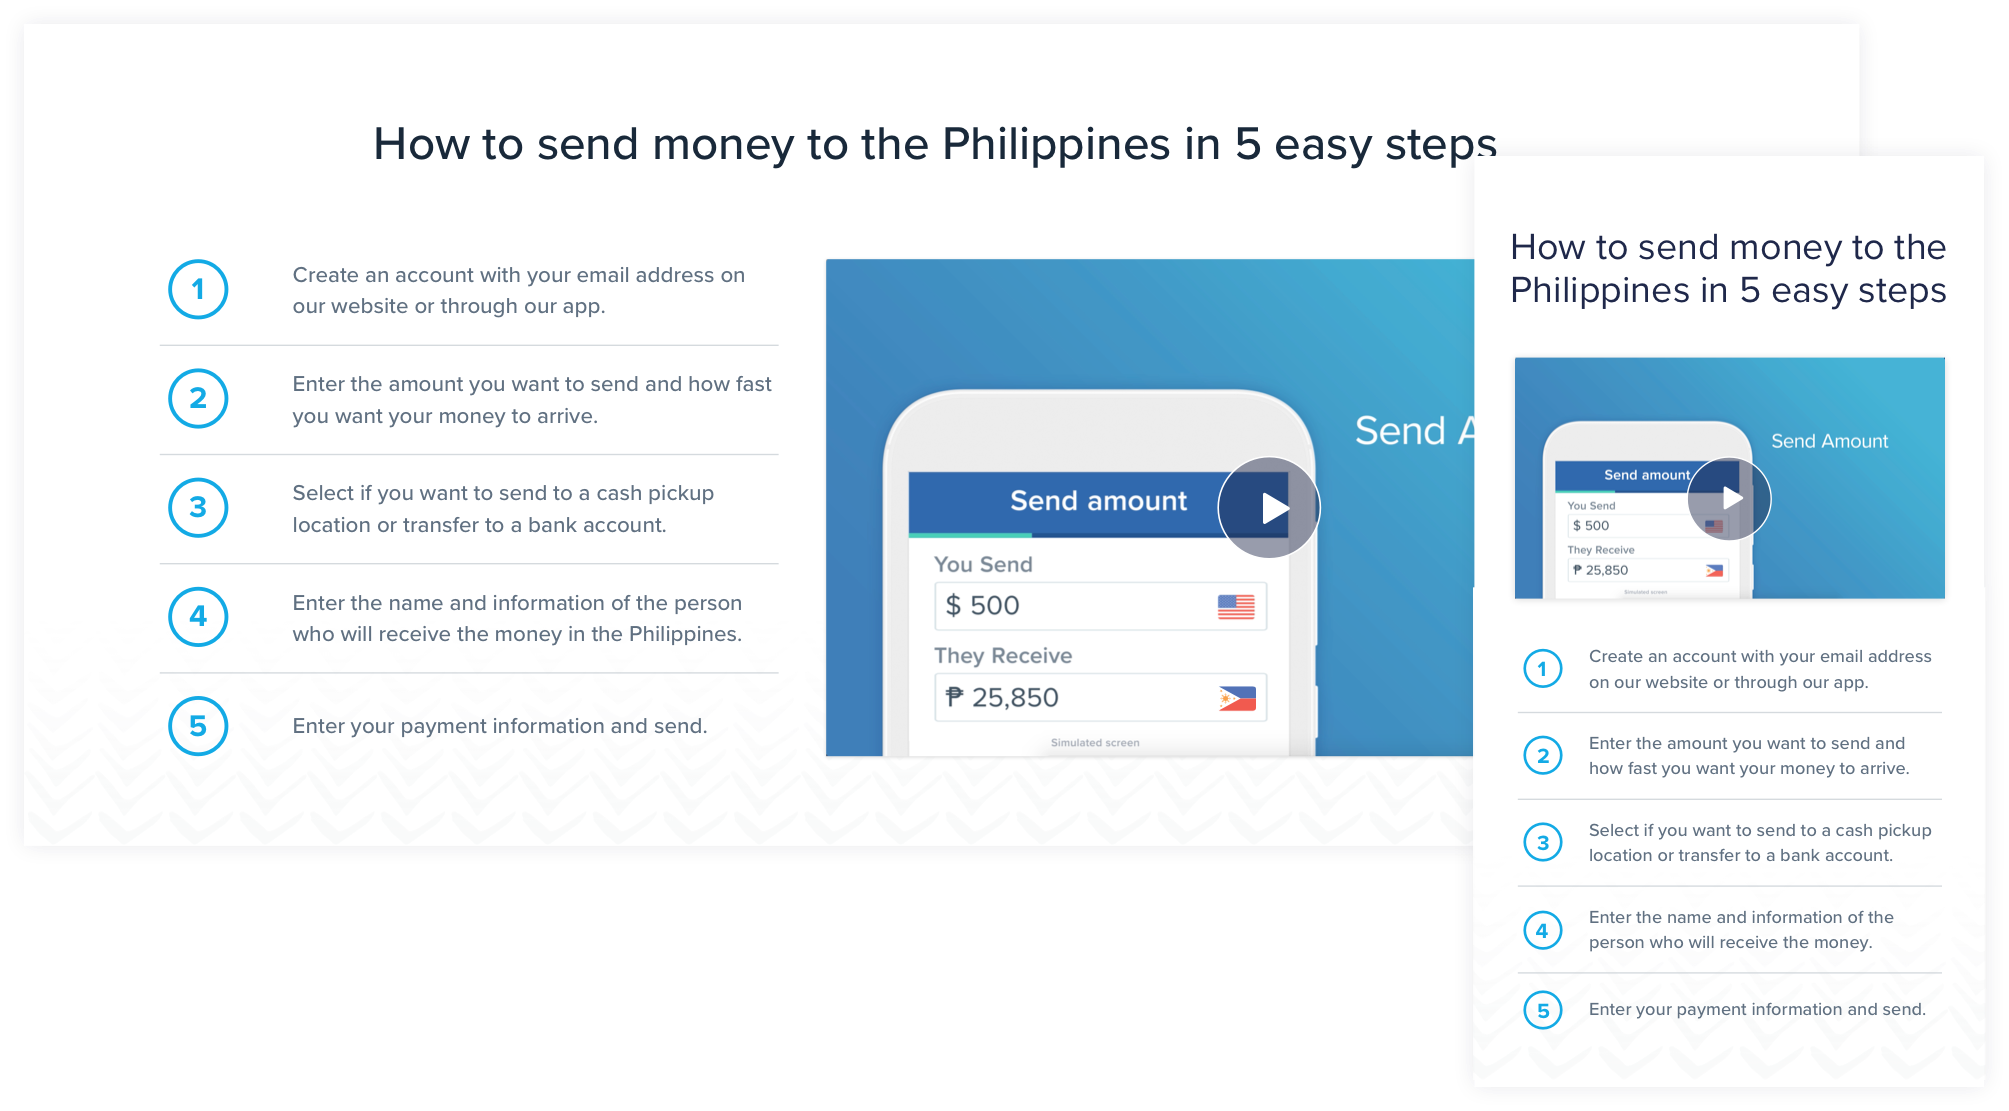 How to send money to the Philippines in 5 easy steps
1
Create an account with your email address on
our website or through our app.
2
Enter the amount you want to send and how fast
you want your money to arrive.
3
Select if you want to send to a cash pickup
location or transfer to a bank account.
4
Enter the name and information of the person
who will receive the money in the Philippines.
5
Enter your payment information and send.
Send A
Send amount
You Send
$ 500
They Receive
₱ 25,850
Simulated screen
How to send money to the
Philippines in 5 easy steps
Send Amount
Send amount
You Send
$ 500
They Receive
₱ 25,850
Simulated screen
1
Create an account with your email address
on our website or through our app.
2
Enter the amount you want to send and
how fast you want your money to arrive.
3
Select if you want to send to a cash pickup
location or transfer to a bank account.
4
Enter the name and information of the
person who will receive the money.
5
Enter your payment information and send.